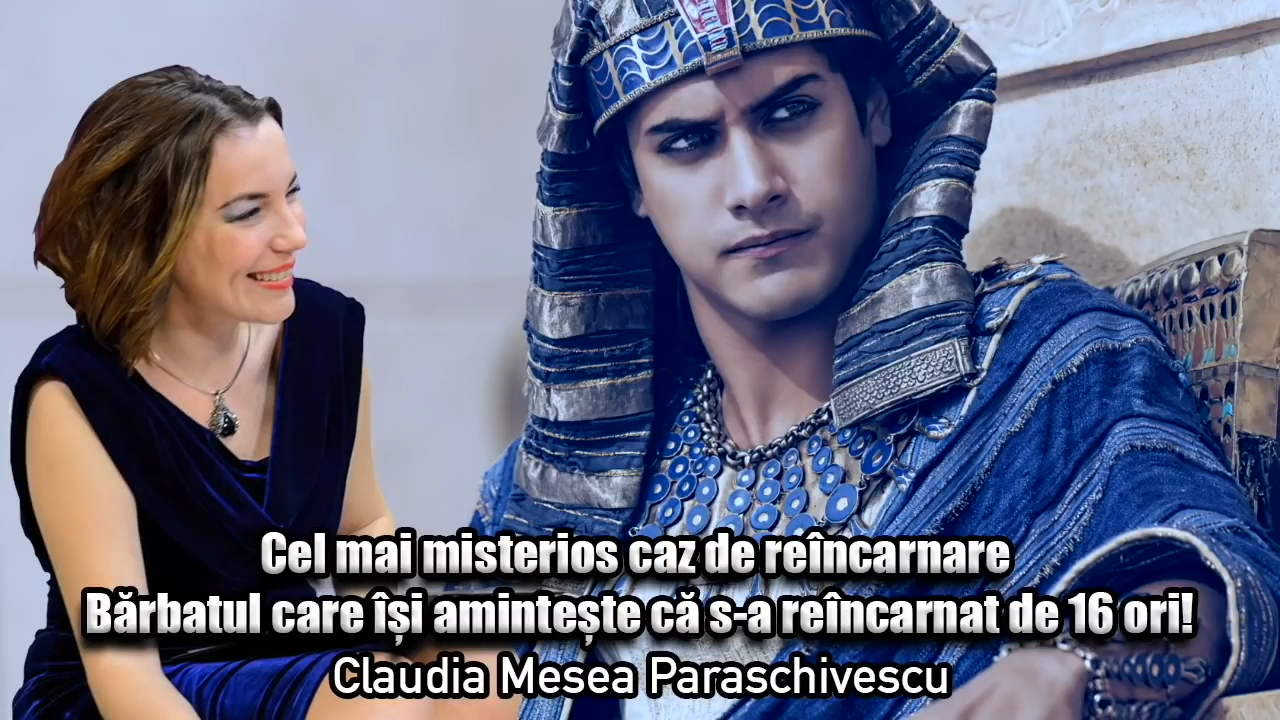 Cel mai misterios caz de reîncarnare
Bărbatul care își amintește că s-a reîncarnat de 16 ori!
Claudia Mesea Paraschivescu